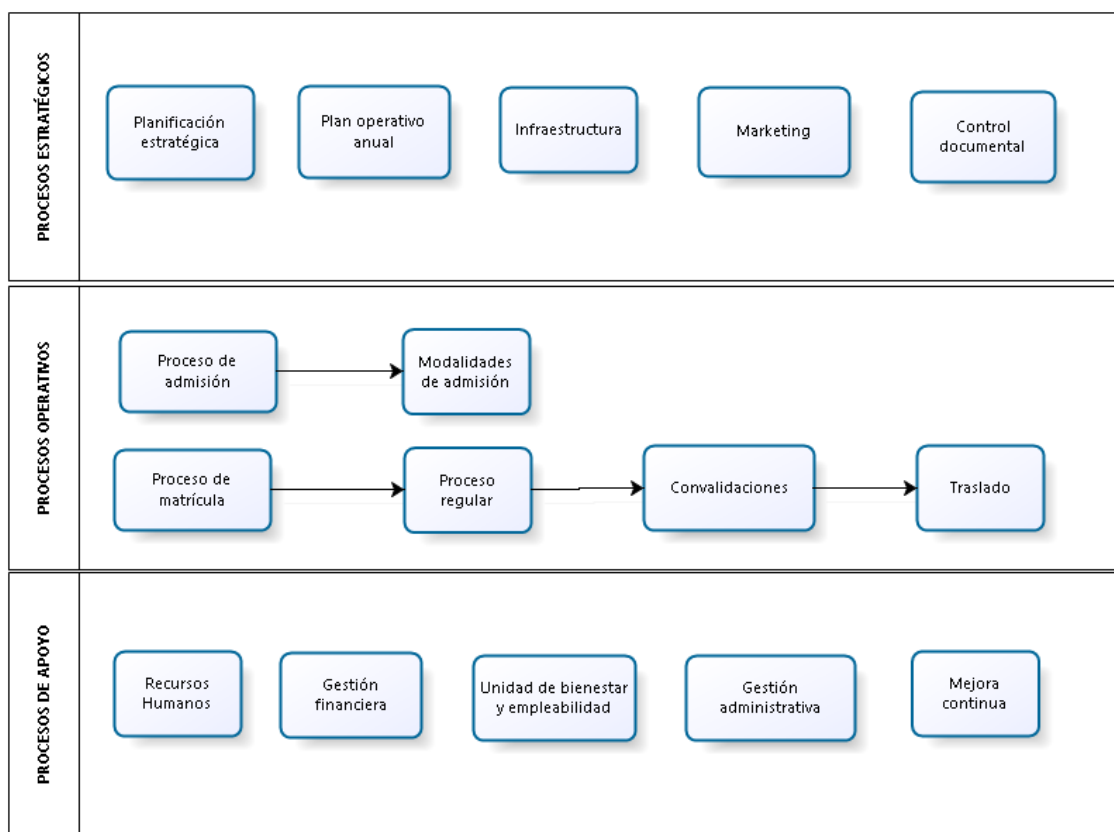 PROCESOS ESTRATÉGICOS
Planificación
estratégica
Plan operativo
anual
Infraestructura
Marketing
Control
documental
PROCESOS OPERATIVOS
Proceso de
admisión
Modalidades
de admisión
Proceso de
matrícula
Proceso
regular
Convalidaciones
Traslado
PROCESOS DE APOYO
Recursos
Humanos
Gestión
financiera
Unidad de bienestar
y empleabilidad
Gestión
administrativa
Mejora
continua